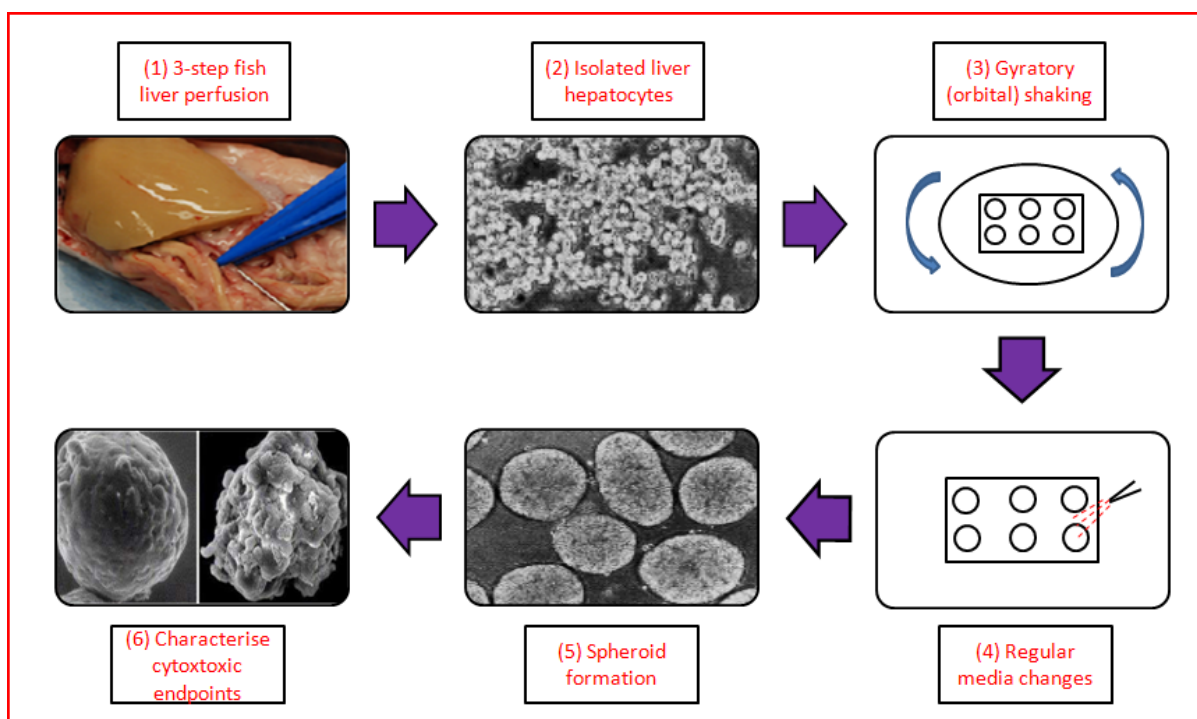 (1) 3-step fish
liver perfusion
(2) Isolated liver
hepatocytes
(3) Gyratory
(orbital) shaking
(6) Characterise
cytoxtoxic
endpoints
(5) Spheroid
formation
(4) Regular
media changes